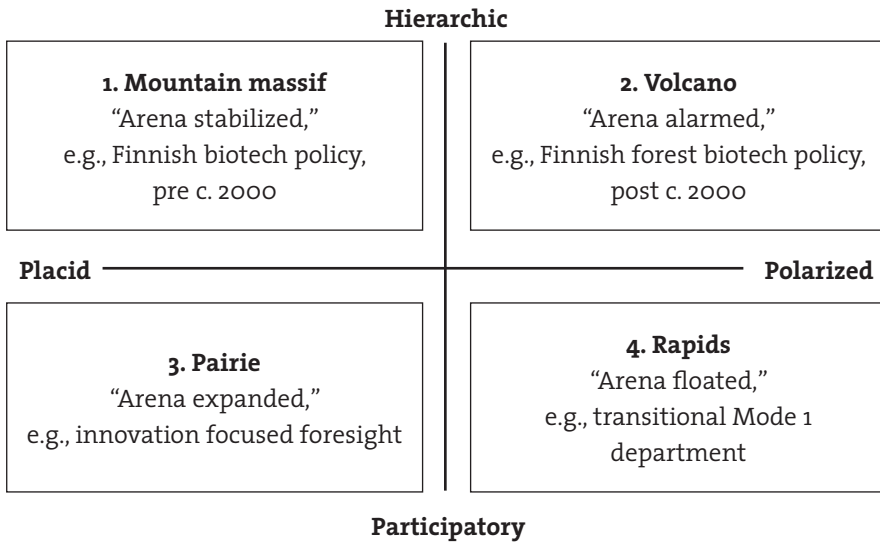 Hierarchic
1. Mountain massif
“Arena stabilized,”
e.g., Finnish biotech policy,
pre c. 2000
2. Volcano
“Arena alarmed,”
e.g., Finnish forest biotech policy,
post c. 2000
Placid
Polarized
3. Pairie
“Arena expanded,”
e.g., innovation focused foresight
4. Rapids
“Arena floated,”
e.g., transitional Mode 1
department
Participatory